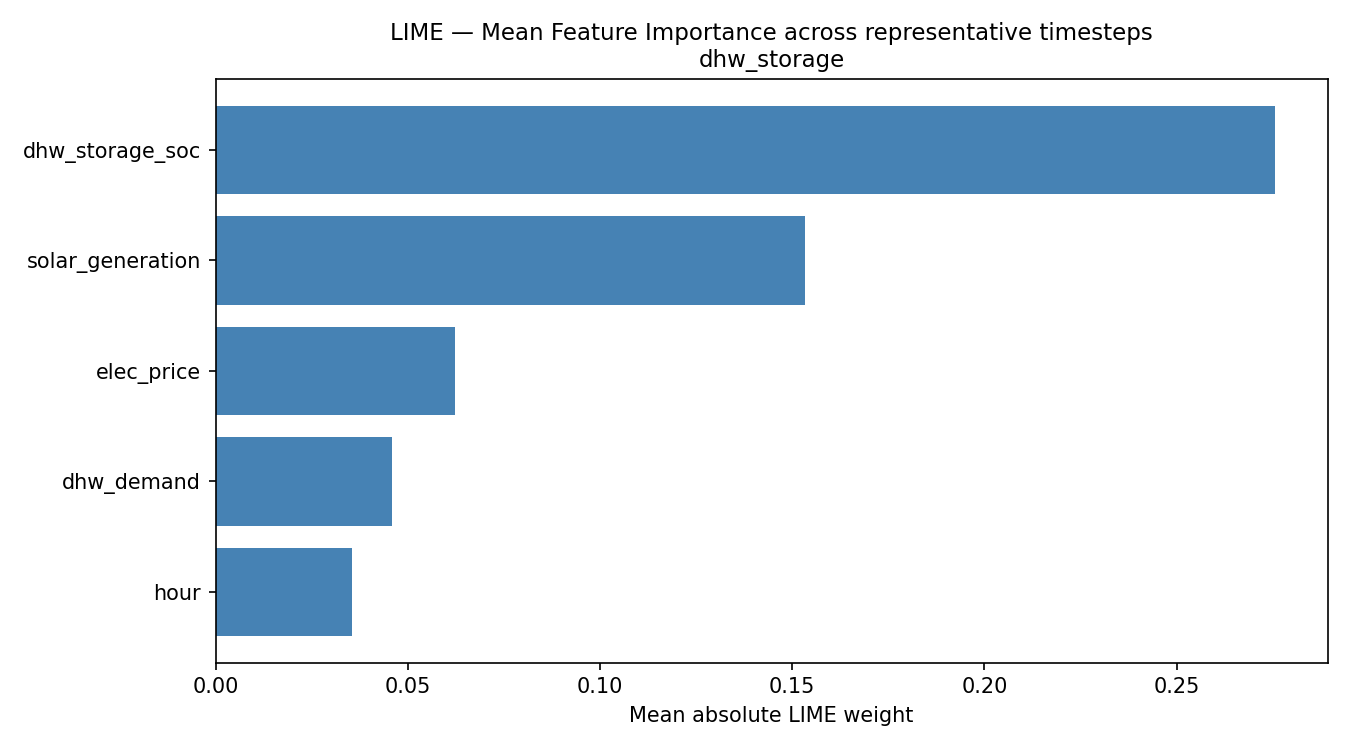 LIME — Mean Feature Importance across representative timesteps
dhw_storage
dhw_storage_soc
solar_generation
elec_price
dhw_demand
hour
0.00 0.05 0.10 0.15 0.20 0.25
Mean absolute LIME weight